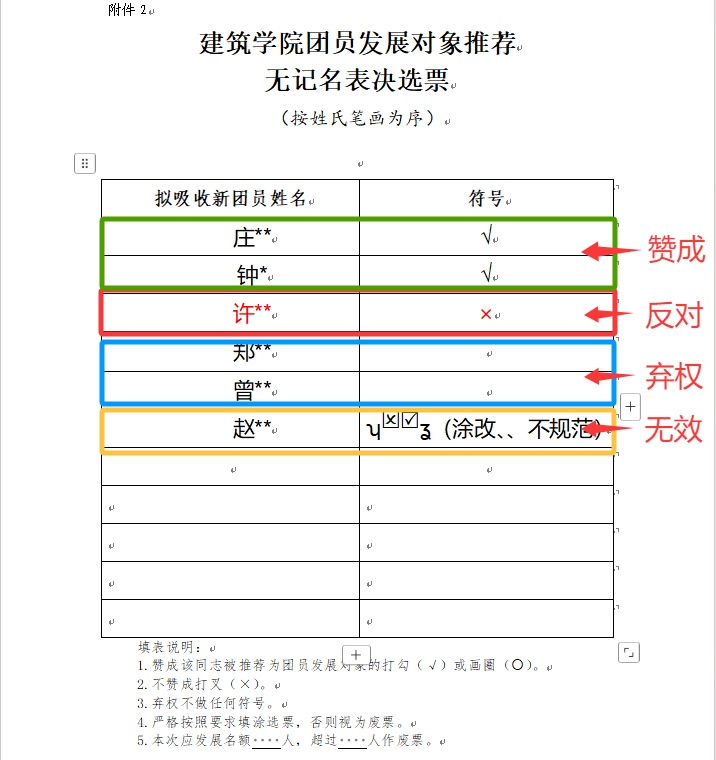 附件 2
建筑学院团员发展对象推荐
无记名表决选票
（按姓氏笔画为序）
拟吸收新团员姓名 符号
庄** √
钟* √
赞成
许** ×
反对
郑**
曾**
弃权
赵** （涂改、、不规范）
无效
填表说明：
1.赞成该同志被推荐为团员发展对象的打勾（√）或画圈（O）。
2.不赞成打叉（×）。
3.弃权不做任何符号。
4.严格按照要求填涂选票，否则视为废票。
5.本次应发展名额····人，超过····人作废票。